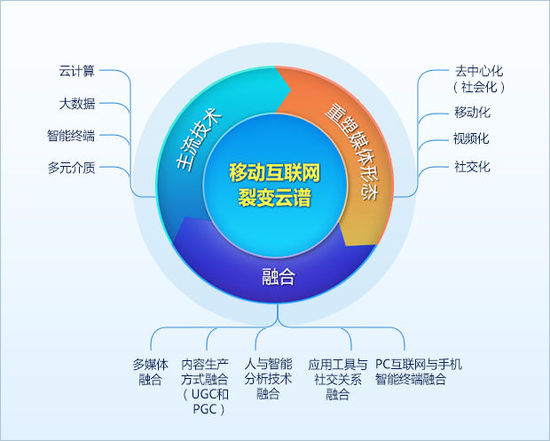 云计算
大数据
智能终端
多元介质
主流技术
重塑媒体形态
移动互联网
裂变云谱
融合
去中心化
（社会化）
移动化
视频化
社交化
多媒体
融合
内容生产
方式融合
（UGC和
PGC）
人与智能
分析技术
融合
应用工具与
社交关系
融合
PC互联网与手机
智能终端融合